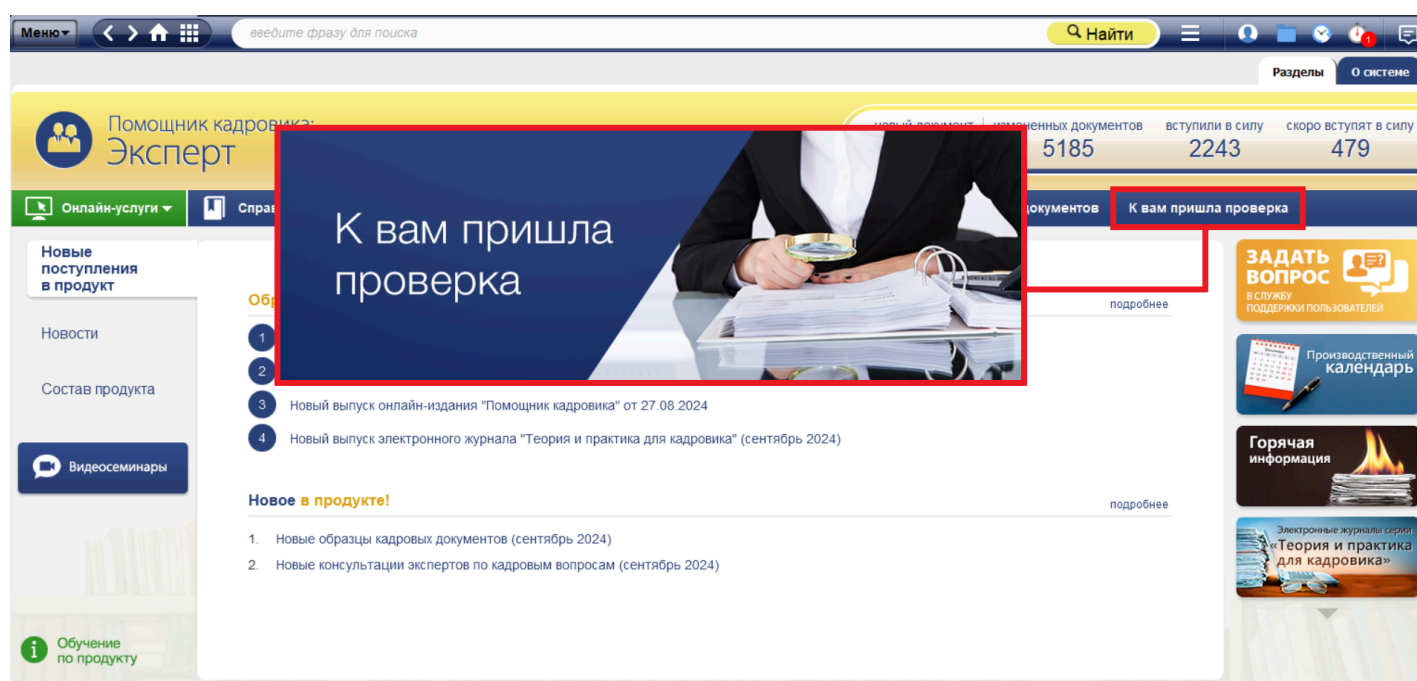 Меню
введите фразу для поиска
Найти
1
Разделы
О системе
Помощник кадровика:
Эксперт
новый документ
измененных документов
вступили в силу
скоро вступят в силу
5185
2243
479
Онлайн-услуги
документов
К вам пришла проверка
Новые
поступления
в продукт
Новости
Состав продукта
Видеосеминары
Обучение
по продукту
К вам пришла
проверка
подробнее
1
2
3
Новый выпуск онлайн-издания "Помощник кадровика" от 27.08.2024
4
Новый выпуск электронного журнала "Теория и практика для кадровика" (сентябрь 2024)
Новое в продукте!
подробнее
1. Новые образцы кадровых документов (сентябрь 2024)
2. Новые консультации экспертов по кадровым вопросам (сентябрь 2024)
ЗАДАТЬ
ВОПРОС
В СЛУЖБУ
ПОДДЕРЖКИ ПОЛЬЗОВАТЕЛЕЙ
Производственный
календарь
Горячая
информация
Электронные журналы серии
«Теория и практика
для кадровика»